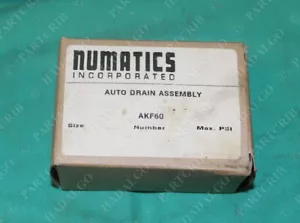 NUMATICS
INCORPORATED
AUTO DRAIN ASSEMBLY
AKF60
Size Number Max. PSI